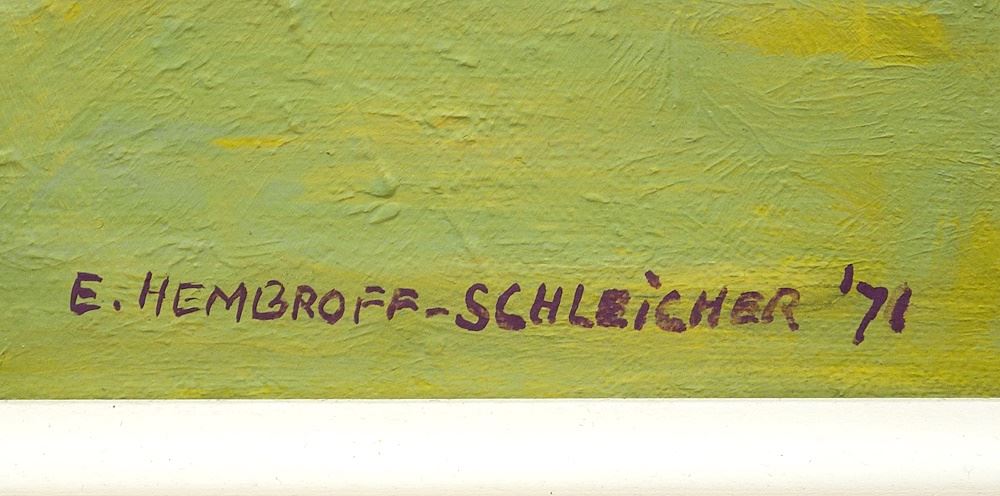 E. HEMBROFF-SCHLEiCHER '71